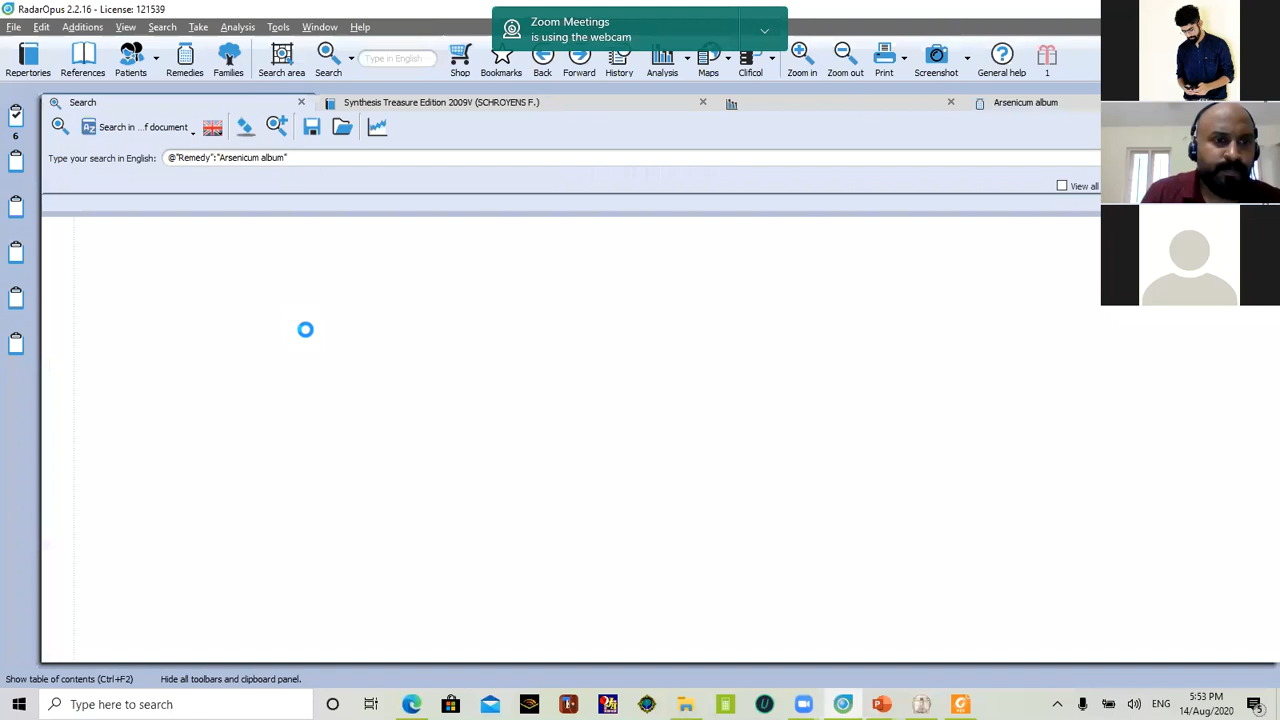 RadarOpus 2.2.16 - License: 121539
File Edit Additions View Search Take Analysis Tools Window Help
Zoom Meetings
is using the webcam
Repertories References Patients Remedies Families Search area Search Type in English Shop Bookmarks Back Forward History Analysis Maps Clificol Zoom in Zoom out Print Screenshot General help 1
Search
Synthesis Treasure Edition 2009V (SCHROYENS F.)
Arsenicum album
6
AZ Search in ...f document
Type your search in English: @"Remedy":"Arsenicum album"
View all
Show table of contents (Ctrl+F2) Hide all toolbars and clipboard panel.
Type here to search
ENG
5:53 PM
14/Aug/2020
5